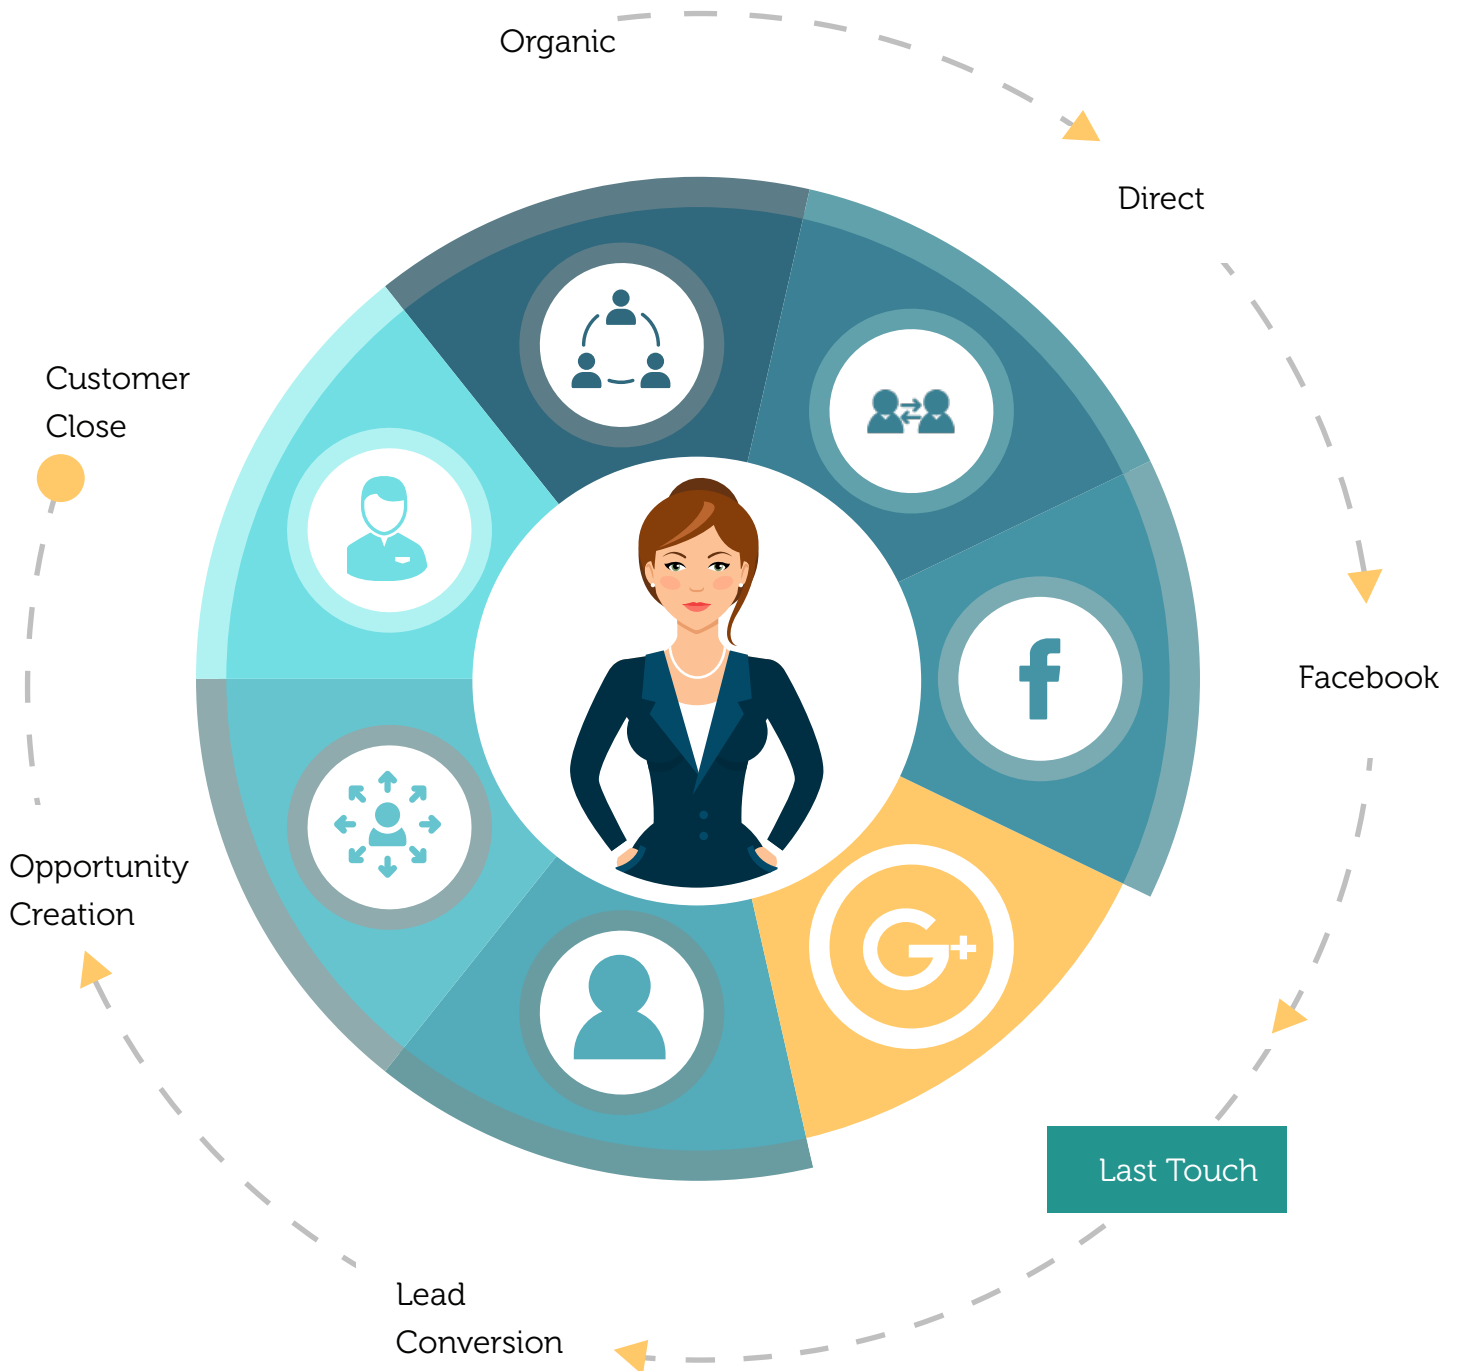 Organic
Direct
Customer
Close
Facebook
Opportunity
Creation
G+
Last Touch
Lead
Conversion